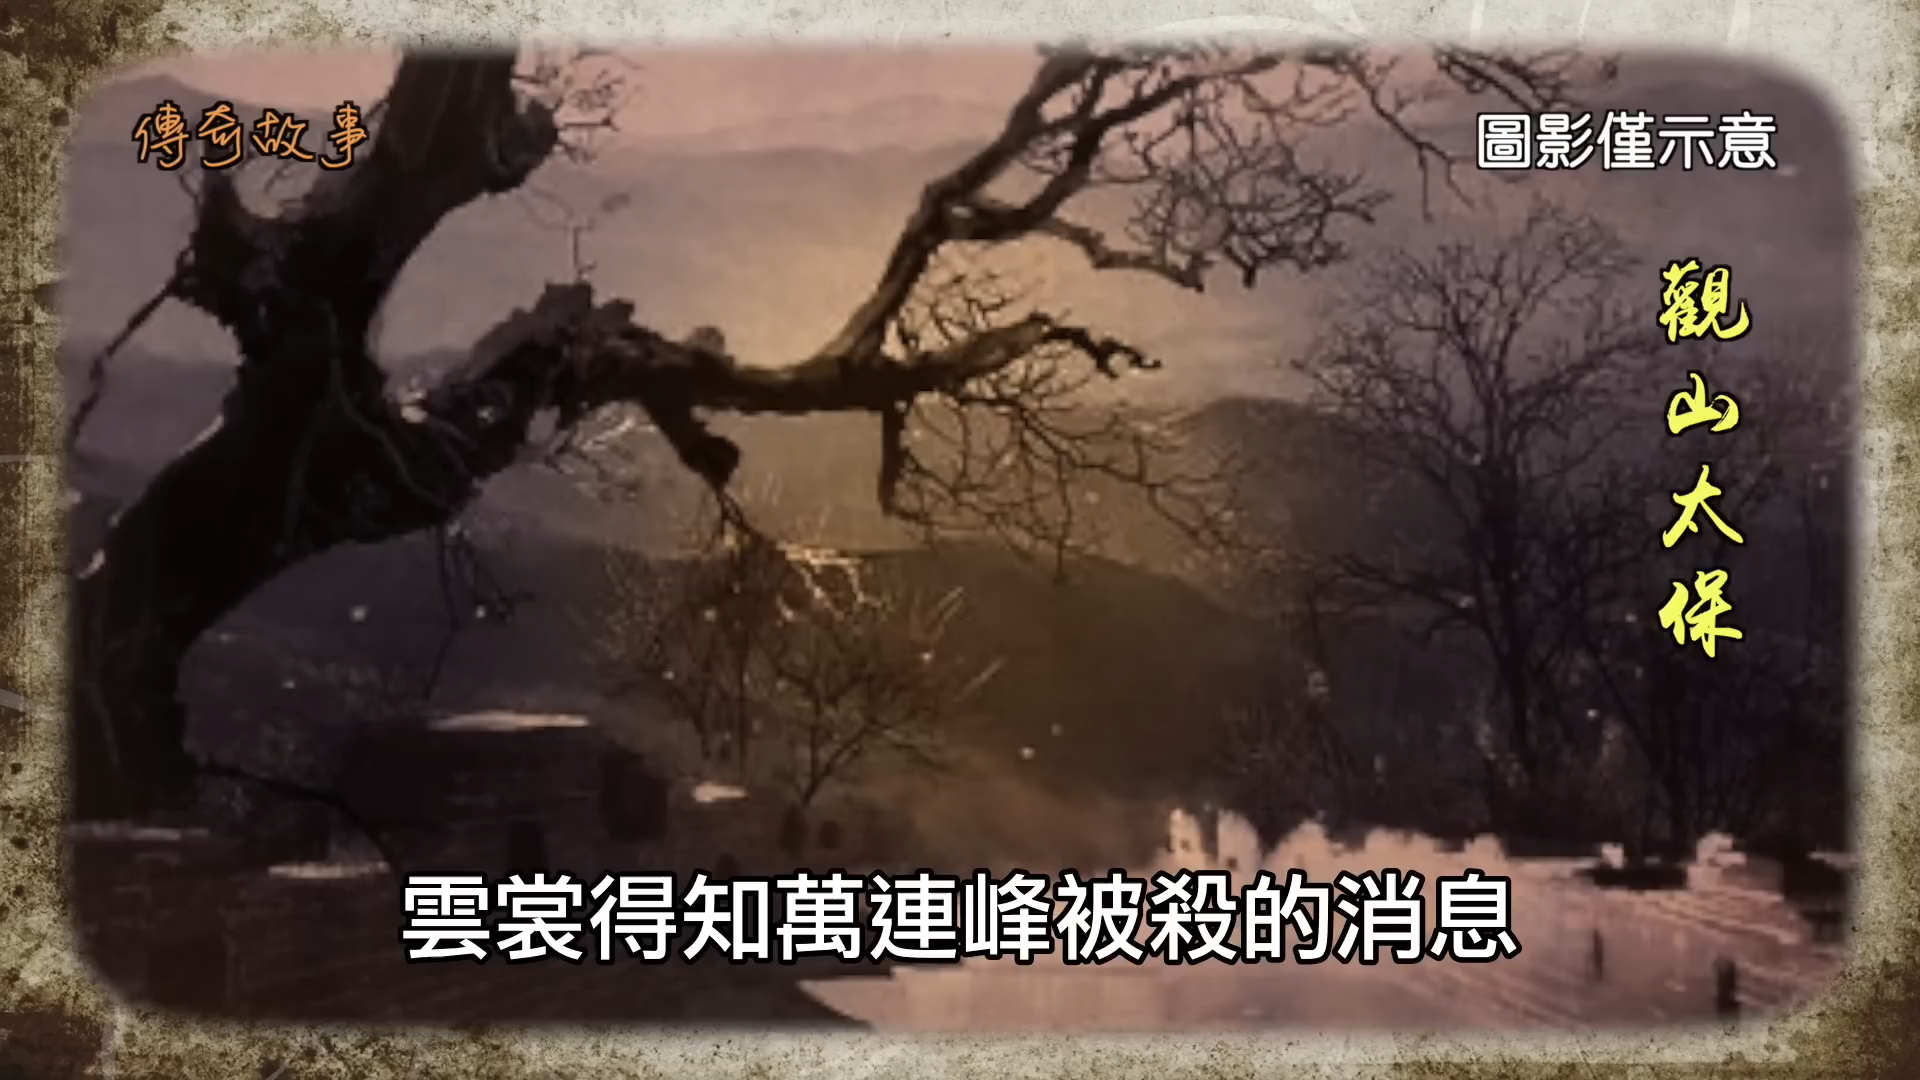 傳奇故事
圖影僅示意
觀山太保
雲裳得知萬連峰被殺的消息